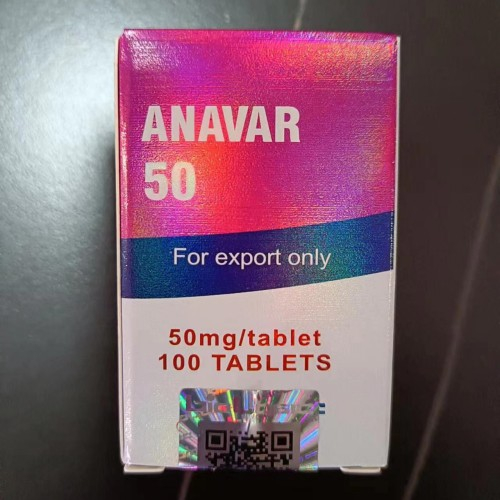 ANAVAR
50
For export only
50mg/tablet
100 TABLETS